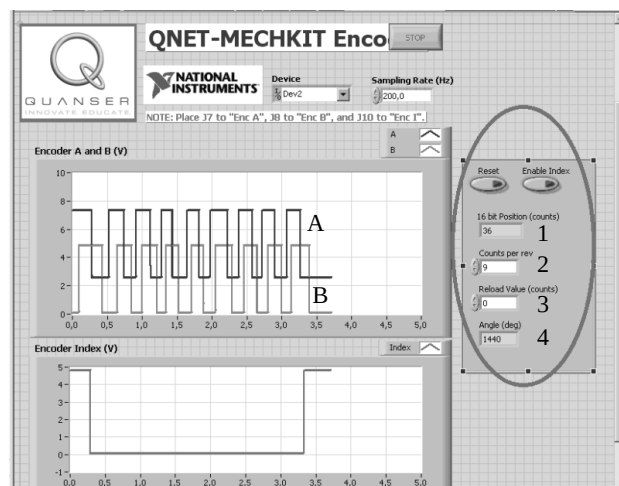 QNET-MECHKIT Enco
STOP
QUANSER
INNOVATE EDUCATE
NATIONAL
INSTRUMENTS
Device
Dev2
Sampling Rate (Hz)
200,0
NOTE: Place J7 to "Enc A", J8 to "Enc B", and J10 to "Enc I".
A
B
Encoder A and B (V)
10
8
6
4
2
0
A
B
0,0 0,5 1,0 1,5 2,0 2,5 3,0 3,5 4,0 5,0
Reset Enable Index
16 bit Position (counts)
36
1
Counts per rev
9
2
Reload Value (counts)
0
3
Angle (deg)
1440
4
Encoder Index (V)
Index
5
4
3
2
1
0
-1
0,0 0,5 1,0 1,5 2,0 2,5 3,0 3,5 4,0 4,5 5,0